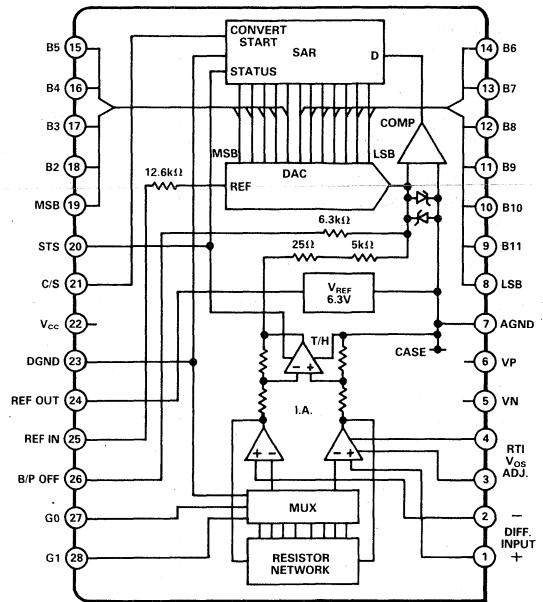 CONVERT
START
SAR
D
STATUS
B5 15
B4 16
B3 17
B2 18
MSB 19
STS 20
C/S 21
VCC 22
DGND 23
REF OUT 24
REF IN 25
B/P OFF 26
G0 27
G1 28
14 B6
13 B7
12 B8
11 B9
10 B10
9 B11
8 LSB
7 AGND
6 VP
5 VN
4
3
RTI
VOS
ADJ.
2 −
DIFF.
INPUT
1 +
COMP
MSB
LSB
DAC
REF
12.6kΩ
6.3kΩ
25Ω
5kΩ
VREF
6.3V
T/H
CASE
− +
I.A.
+ −
− +
MUX
RESISTOR
NETWORK